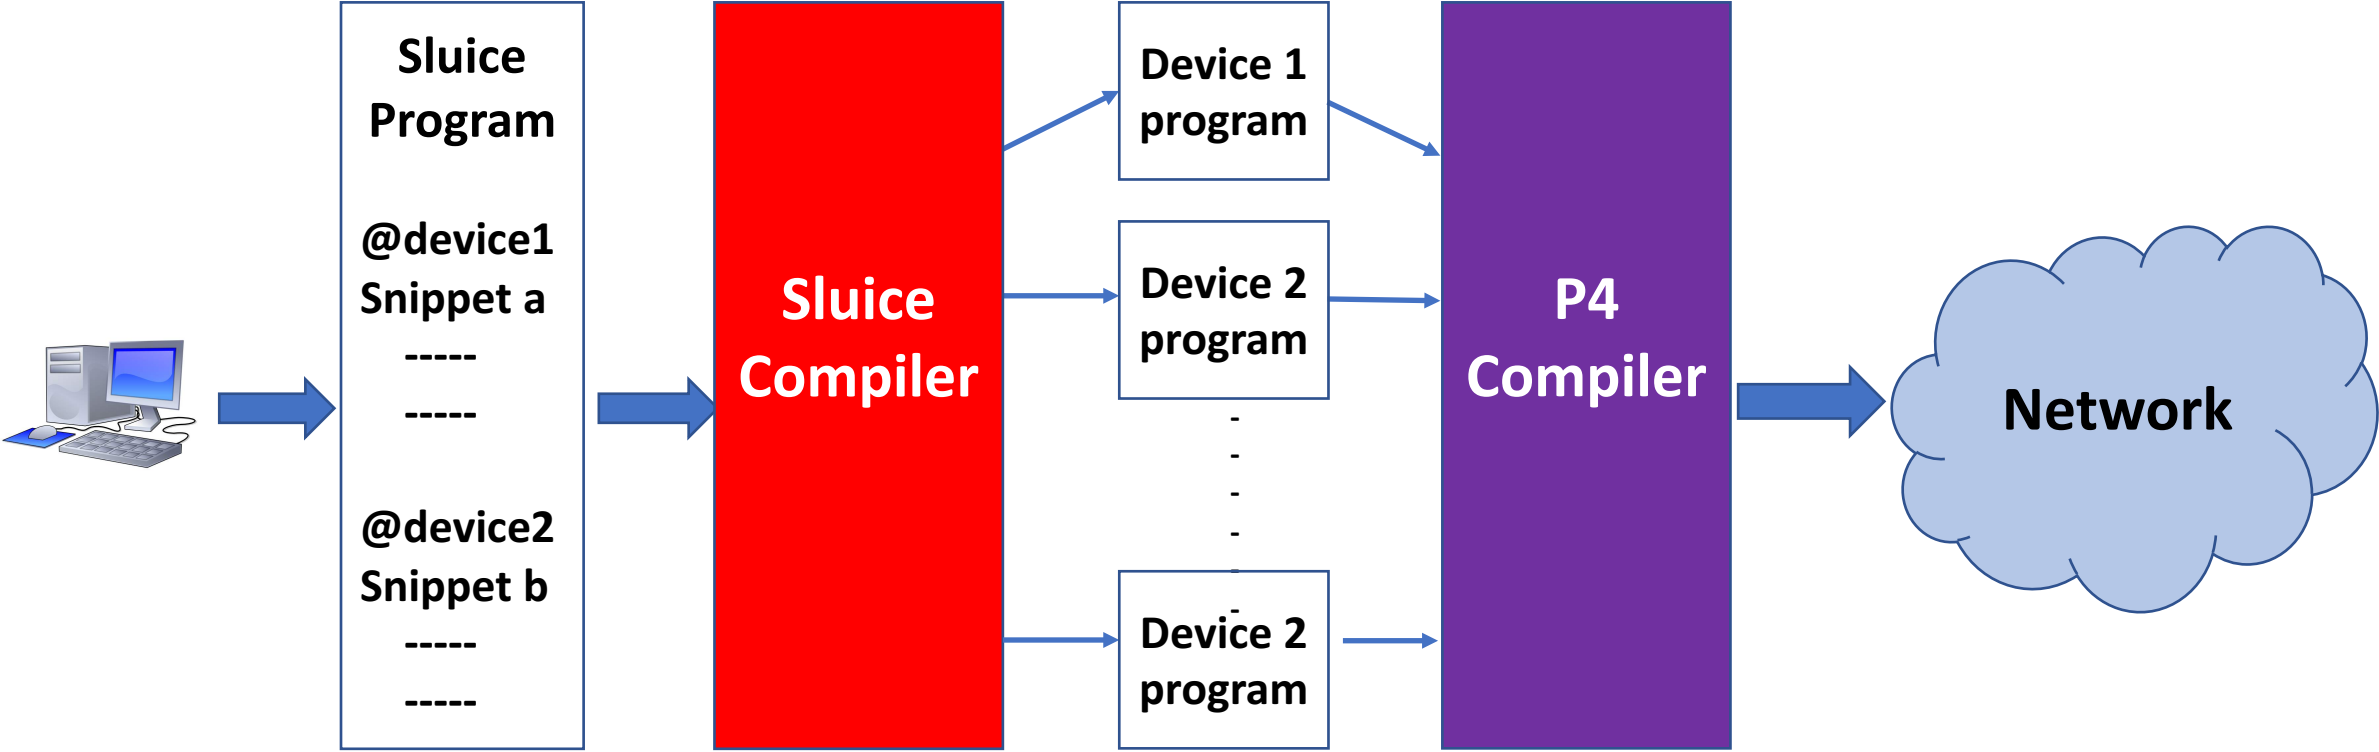 Sluice
Program
@device1
Snippet a
-----
-----
@device2
Snippet b
-----
-----
Sluice
Compiler
Device 1
program
Device 2
program
-
-
-
-
-
-
Device 2
program
P4
Compiler
Network